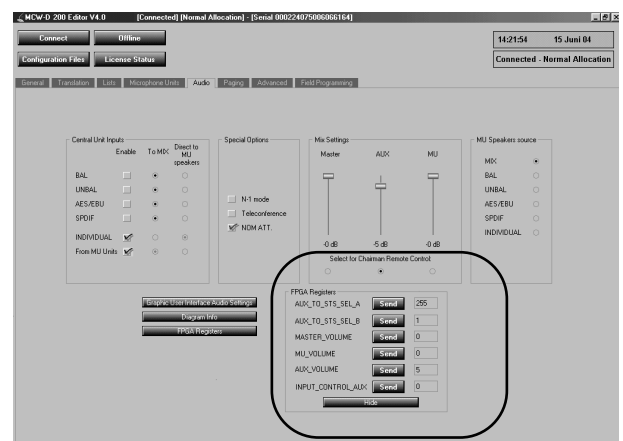 MCW-D 200 Editor V4.0 [Connected] [Normal Allocation] - [Serial 000224075006066164]
Connect Offline
14:21:54 15 Juni 04
Configuration Files License Status
Connected - Normal Allocation
General Translation Lists Microphone Units Audio Paging Advanced Field Programming
Central Unit Inputs
Enable To MIX Direct to MU speakers
BAL
UNBAL
AES/EBU
SPDIF
INDIVIDUAL
From MU Units
Special Options
N-1 mode
Teleconference
NOM ATT.
Mix Settings
Master AUX MU
-0 dB -5 dB -0 dB
Select for Chairman Remote Control:
MU Speakers source
MIX
BAL
UNBAL
AES/EBU
SPDIF
INDIVIDUAL
Graphic User Interface Audio Settings
Diagram Info
FPGA Registers
FPGA Registers
AUX_TO_STS_SEL_A Send 255
AUX_TO_STS_SEL_B Send 1
MASTER_VOLUME Send 0
MU_VOLUME Send 0
AUX_VOLUME Send 5
INPUT_CONTROL_AUX Send 0
Hide